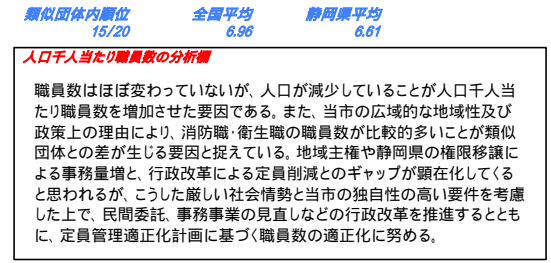 類似団体内順位 全国平均 静岡県平均
15/20 6.96 6.61
人口千人当たり職員数の分析欄
職員数はほぼ変わっていないが、人口が減少していることが人口千人当
たり職員数を増加させた要因である。また、当市の広域的な地域性及び
政策上の理由により、消防職・衛生職の職員数が比較的多いことが類似
団体との差が生じる要因と捉えている。地域主権や静岡県の権限移譲に
よる事務量増と、行政改革による定員削減とのギャップが顕在化してくる
と思われるが、こうした厳しい社会情勢と当市の独自性の高い要件を考慮
した上で、民間委託、事務事業の見直しなどの行政改革を推進するととも
に、定員管理適正化計画に基づく職員数の適正化に努める。